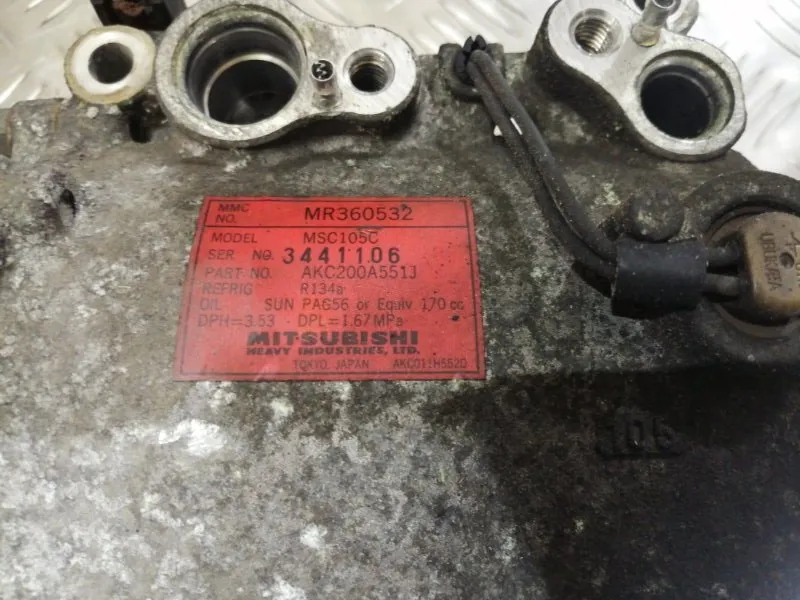 MMC
NO. MR360532
MODEL MSC105C
SER NO. 3441106
PART NO. AKC200A551J
REFRIG R134a
OIL SUN PAG56 or Equiv 170 cc
DPH=3.53 DPL=1.67MPa
MITSUBISHI
HEAVY INDUSTRIES, LTD.
TOKYO, JAPAN AKC011H552D
105